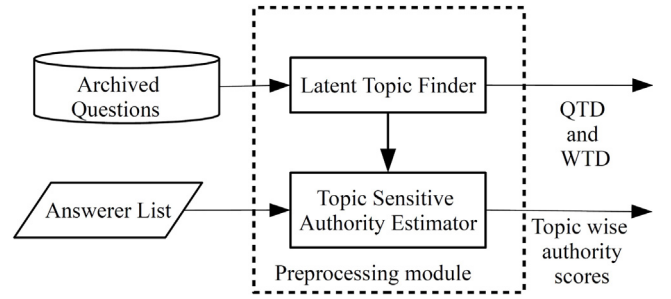 Archived
Questions
Latent Topic Finder
QTD
and
WTD
Answerer List
Topic Sensitive
Authority Estimator
Topic wise
authority
scores
Preprocessing module